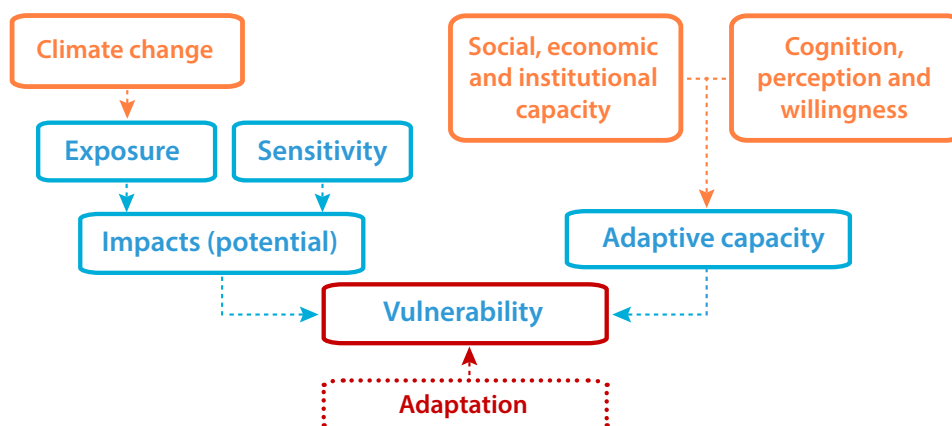 Climate change
Social, economic
and institutional
capacity
Cognition,
perception and
willingness
Exposure
Sensitivity
Impacts (potential)
Adaptive capacity
Vulnerability
Adaptation